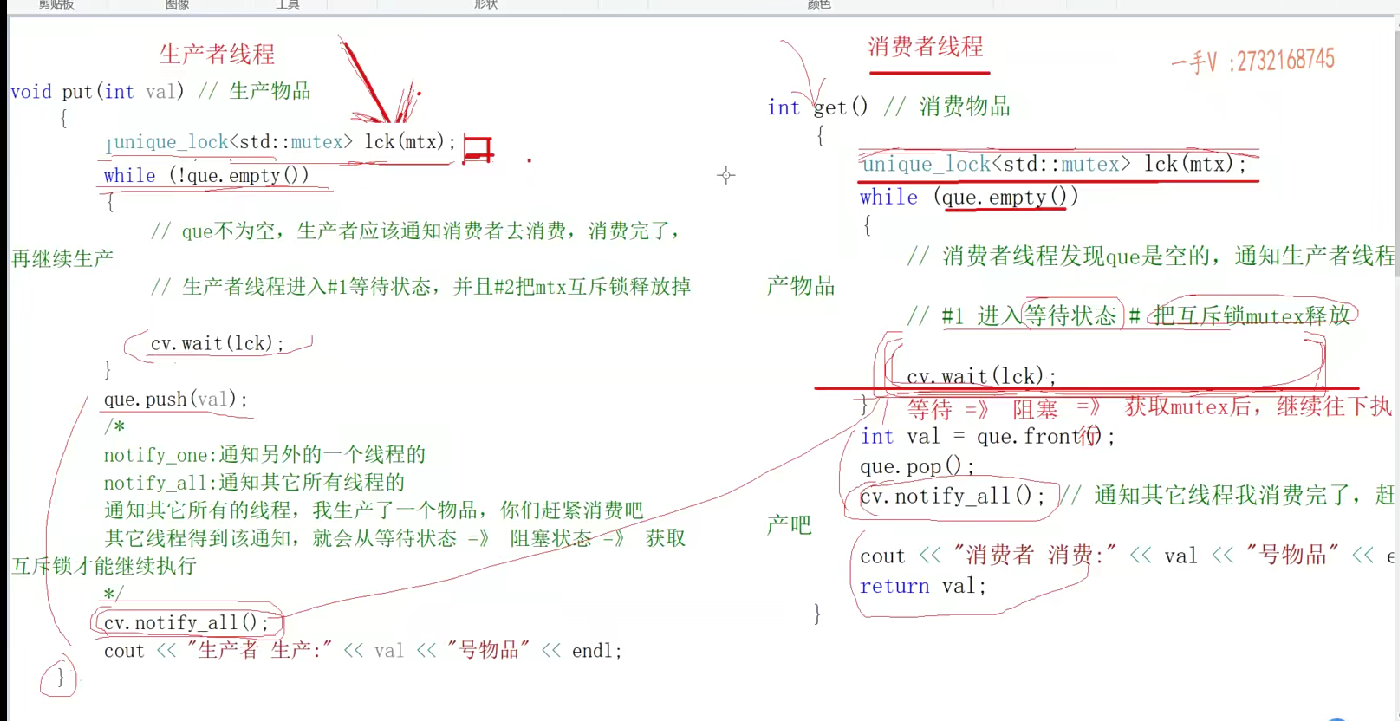 剪贴板
图像
工具
形状
颜色
生产者线程
void put(int val) // 生产物品
{
unique_lock<std::mutex> lck(mtx);
while (!que.empty())
{
// que不为空，生产者应该通知消费者去消费，消费完了，
再继续生产
// 生产者线程进入#1等待状态，并且#2把mtx互斥锁释放掉
cv.wait(lck);
}
que.push(val);
/*
notify_one:通知另外的一个线程的
notify_all:通知其它所有线程的
通知其它所有的线程，我生产了一个物品，你们赶紧消费吧
其它线程得到该通知，就会从等待状态 -》 阻塞状态 -》 获取
互斥锁才能继续执行
*/
cv.notify_all();
cout << "生产者 生产:" << val << "号物品" << endl;
}
消费者线程
一手V :2732168745
int get() // 消费物品
{
unique_lock<std::mutex> lck(mtx);
while (que.empty())
{
// 消费者线程发现que是空的，通知生产者线程
产物品
// #1 进入等待状态 # 把互斥锁mutex释放
cv.wait(lck);
}
等待 =》 阻塞 =》 获取mutex后，继续往下执
行
int val = que.front();
que.pop();
cv.notify_all(); // 通知其它线程我消费完了，赶
产吧
cout << "消费者 消费:" << val << "号物品" << e
return val;
}